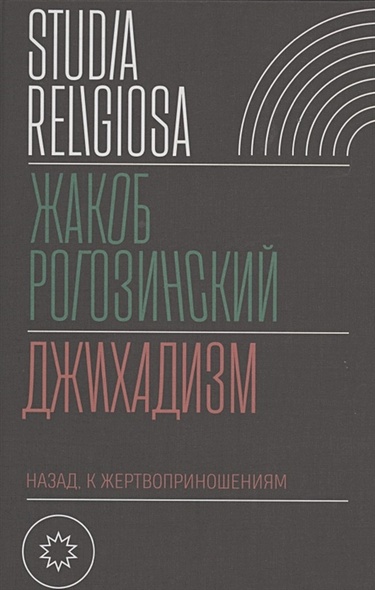 STUDIA
RELIGIOSA
ЖАКОБ
РОГОЗИНСКИЙ
ДЖИХАДИЗМ
НАЗАД, К ЖЕРТВОПРИНОШЕНИЯМ